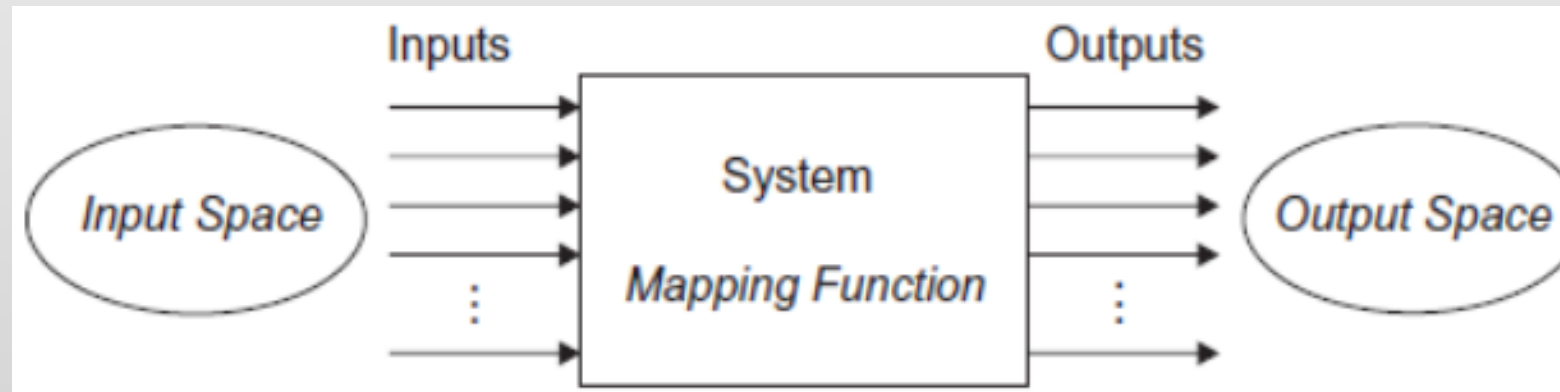 Inputs
Outputs
Input Space
System
Mapping Function
Output Space